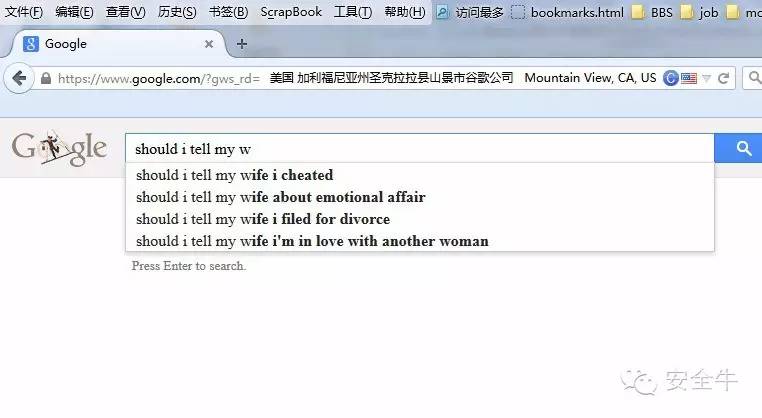 文件(F) 编辑(E) 查看(V) 历史(S) 书签(B) ScrapBook 工具(T) 帮助(H) 访问最多 bookmarks.html BBS job mo
Google
https://www.google.com/?gws_rd= 美国 加利福尼亚州圣克拉拉县山景市谷歌公司 Mountain View, CA, US
Google should i tell my w
should i tell my wife i cheated
should i tell my wife about emotional affair
should i tell my wife i filed for divorce
should i tell my wife i'm in love with another woman
Press Enter to search.
安全牛